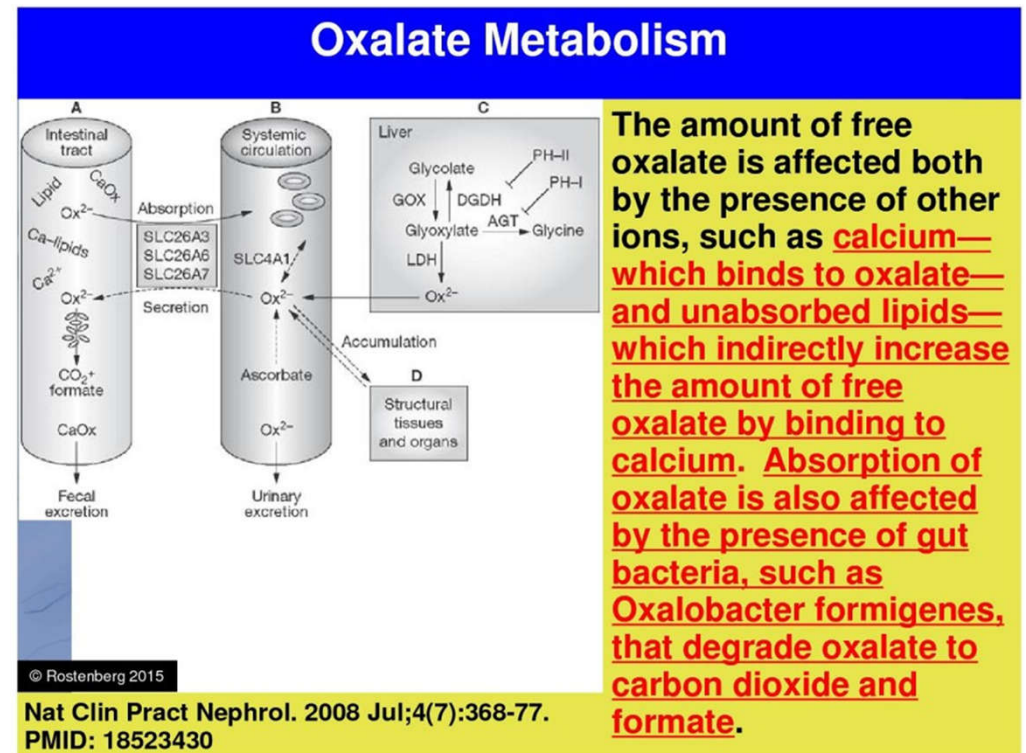 Oxalate Metabolism
A
Intestinal
tract
Lipid
CaOx
Ox2–
Ca–lipids
Ca2+
Ox2–
CO2+
formate
CaOx
Fecal
excretion
Absorption
SLC26A3
SLC26A6
SLC26A7
Secretion
B
Systemic
circulation
SLC4A1
Ox2–
Ascorbate
Ox2–
Urinary
excretion
C
Liver
PH–II
Glycolate
PH–I
GOX
DGDH
AGT
Glyoxylate
Glycine
LDH
Ox2–
Accumulation
D
Structural
tissues
and organs
The amount of free
oxalate is affected both
by the presence of other
ions, such as calcium—
which binds to oxalate—
and unabsorbed lipids—
which indirectly increase
the amount of free
oxalate by binding to
calcium. Absorption of
oxalate is also affected
by the presence of gut
bacteria, such as
Oxalobacter formigenes,
that degrade oxalate to
carbon dioxide and
formate.
© Rostenberg 2015
Nat Clin Pract Nephrol. 2008 Jul;4(7):368-77.
PMID: 18523430